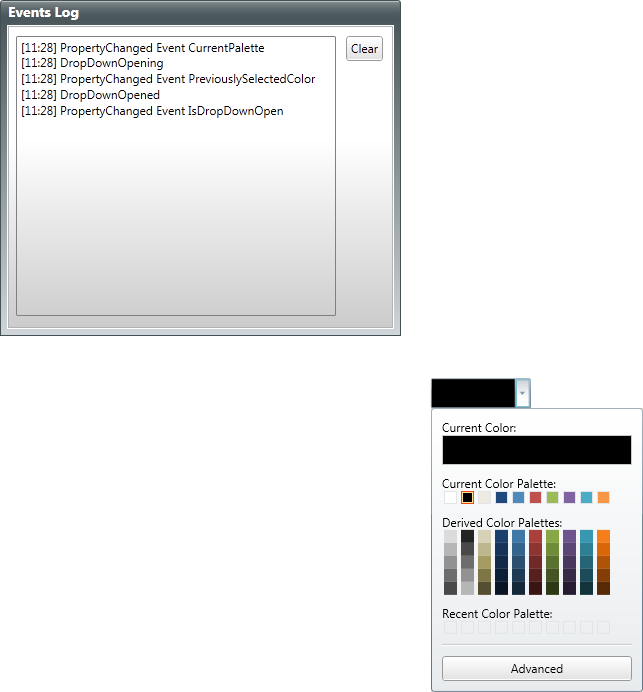 Events Log
[11:28] PropertyChanged Event CurrentPalette
[11:28] DropDownOpening
[11:28] PropertyChanged Event PreviouslySelectedColor
[11:28] DropDownOpened
[11:28] PropertyChanged Event IsDropDownOpen
Clear
Current Color:
Current Color Palette:
Derived Color Palettes:
Recent Color Palette:
Advanced